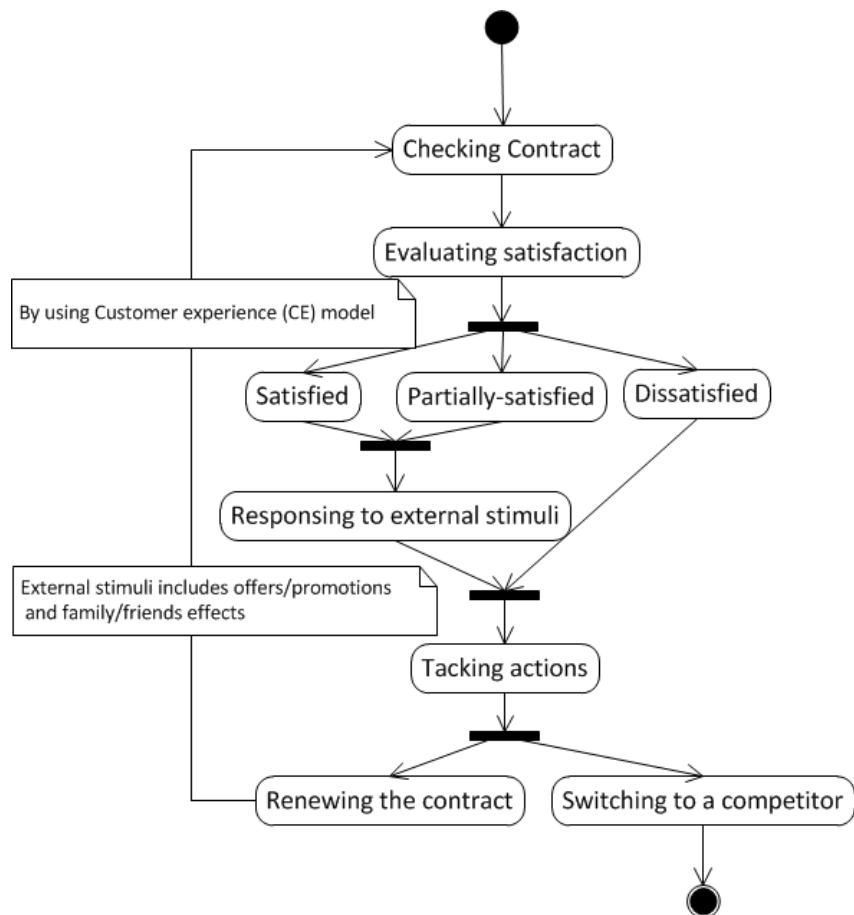 Checking Contract
Evaluating satisfaction
By using Customer experience (CE) model
Satisfied
Partially-satisfied
Dissatisfied
Responsing to external stimuli
External stimuli includes offers/promotions
and family/friends effects
Tacking actions
Renewing the contract
Switching to a competitor